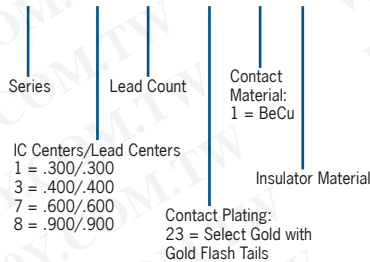 Series
Lead Count
Contact
Material:
1 = BeCu
IC Centers/Lead Centers
1 = .300/.300
3 = .400/.400
7 = .600/.600
8 = .900/.900
Insulator Material
Contact Plating:
23 = Select Gold with
Gold Flash Tails